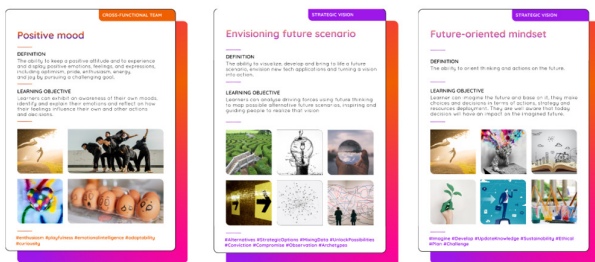 CROSS-FUNCTIONAL TEAM
Positive mood
DEFINITION
The ability to keep a positive attitude and to experience
and display positive emotions, feelings, and expressions,
including optimism, pride, enthusiasm, energy
and joy by pursuing a challenging goal.
LEARNING OBJECTIVE
Learners can exhibit an awareness of their own moods,
identify and explain their emotions and reflect on how
their feelings influence their own and other actions
and decisions.
#enthusiasm #playfulness #emotionalintelligence #adaptability
#curiosity
STRATEGIC VISION
Envisioning future scenario
DEFINITION
The ability to visualize, develop and bring to life a future
scenario, envision new tech applications and turning a vision
into action.
LEARNING OBJECTIVE
Learners can analyze driving forces using future thinking
to map possible alternative future scenarios, inspiring and
guiding people to realize that vision
#Alternatives #StrategicOptions #MiningData #UnlockPossibilities
#Conviction #Compromise #Observation #Archetypes
STRATEGIC VISION
Future-oriented mindset
DEFINITION
The ability to orient thinking and actions on the future.
LEARNING OBJECTIVE
Learner can imagine the future and base on it, they make
choices and decisions in terms of actions, strategy and
resources deployment. They are well aware that today
decision will have an impact on the imagined future.
#Imagine #Develop #UpdateKnowledge #Sustainability #Ethical
#Plan #Challenge